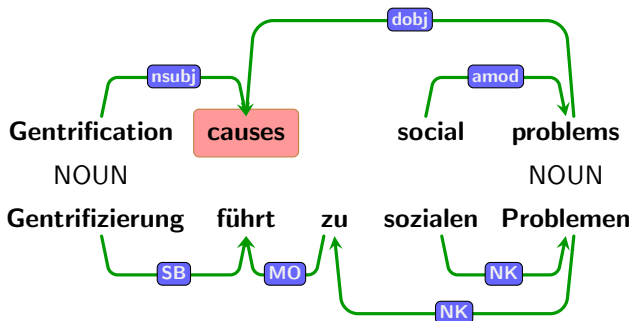 dobj
nsubj amod
Gentrification causes social problems
NOUN NOUN
Gentrifizierung führt zu sozialen Problemen
SB MO NK
NK